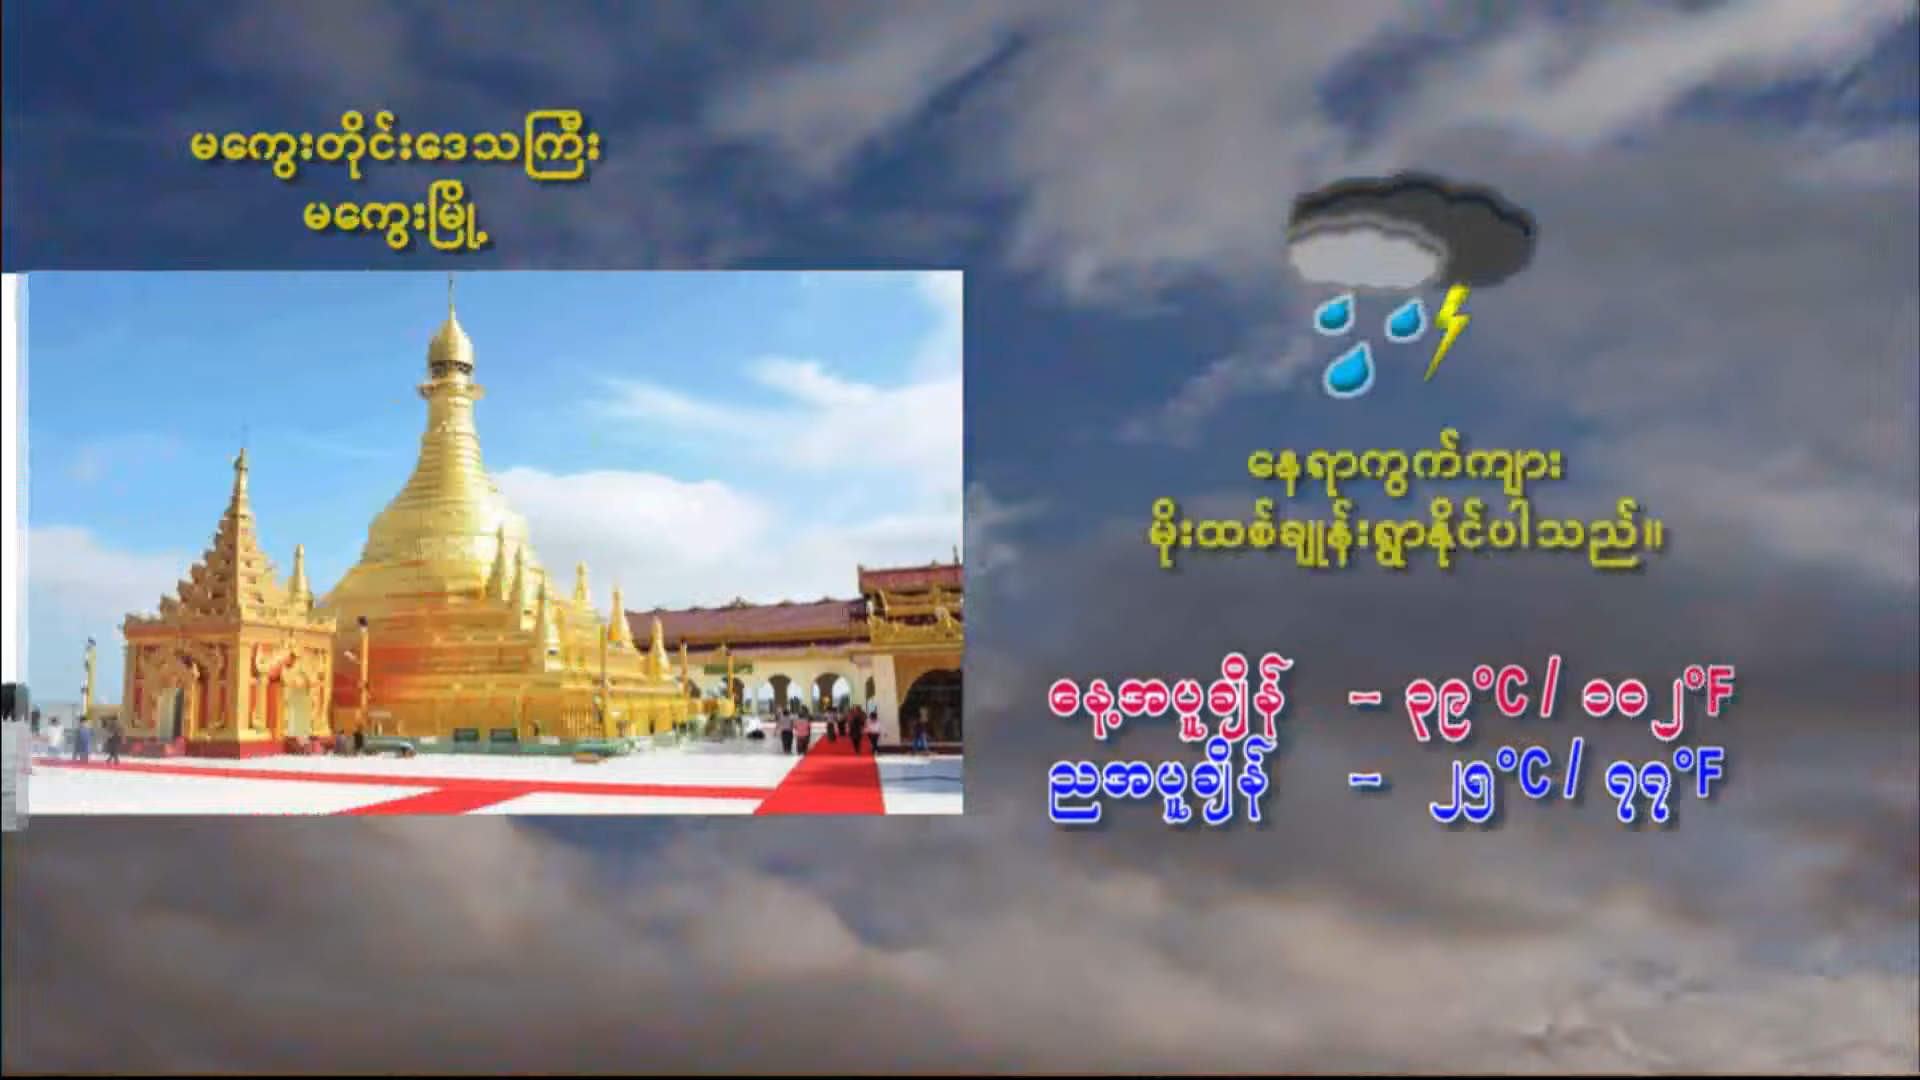 မကွေးတိုင်းဒေသကြီး
မကွေးမြို့
နေရာကွက်ကျား
မိုးထစ်ချုန်းရွာနိုင်ပါသည်။
နေ့အပူချိန် - ၃၉°C / ၁၀၂°F
ညအပူချိန် - ၂၅°C / ၇၇°F